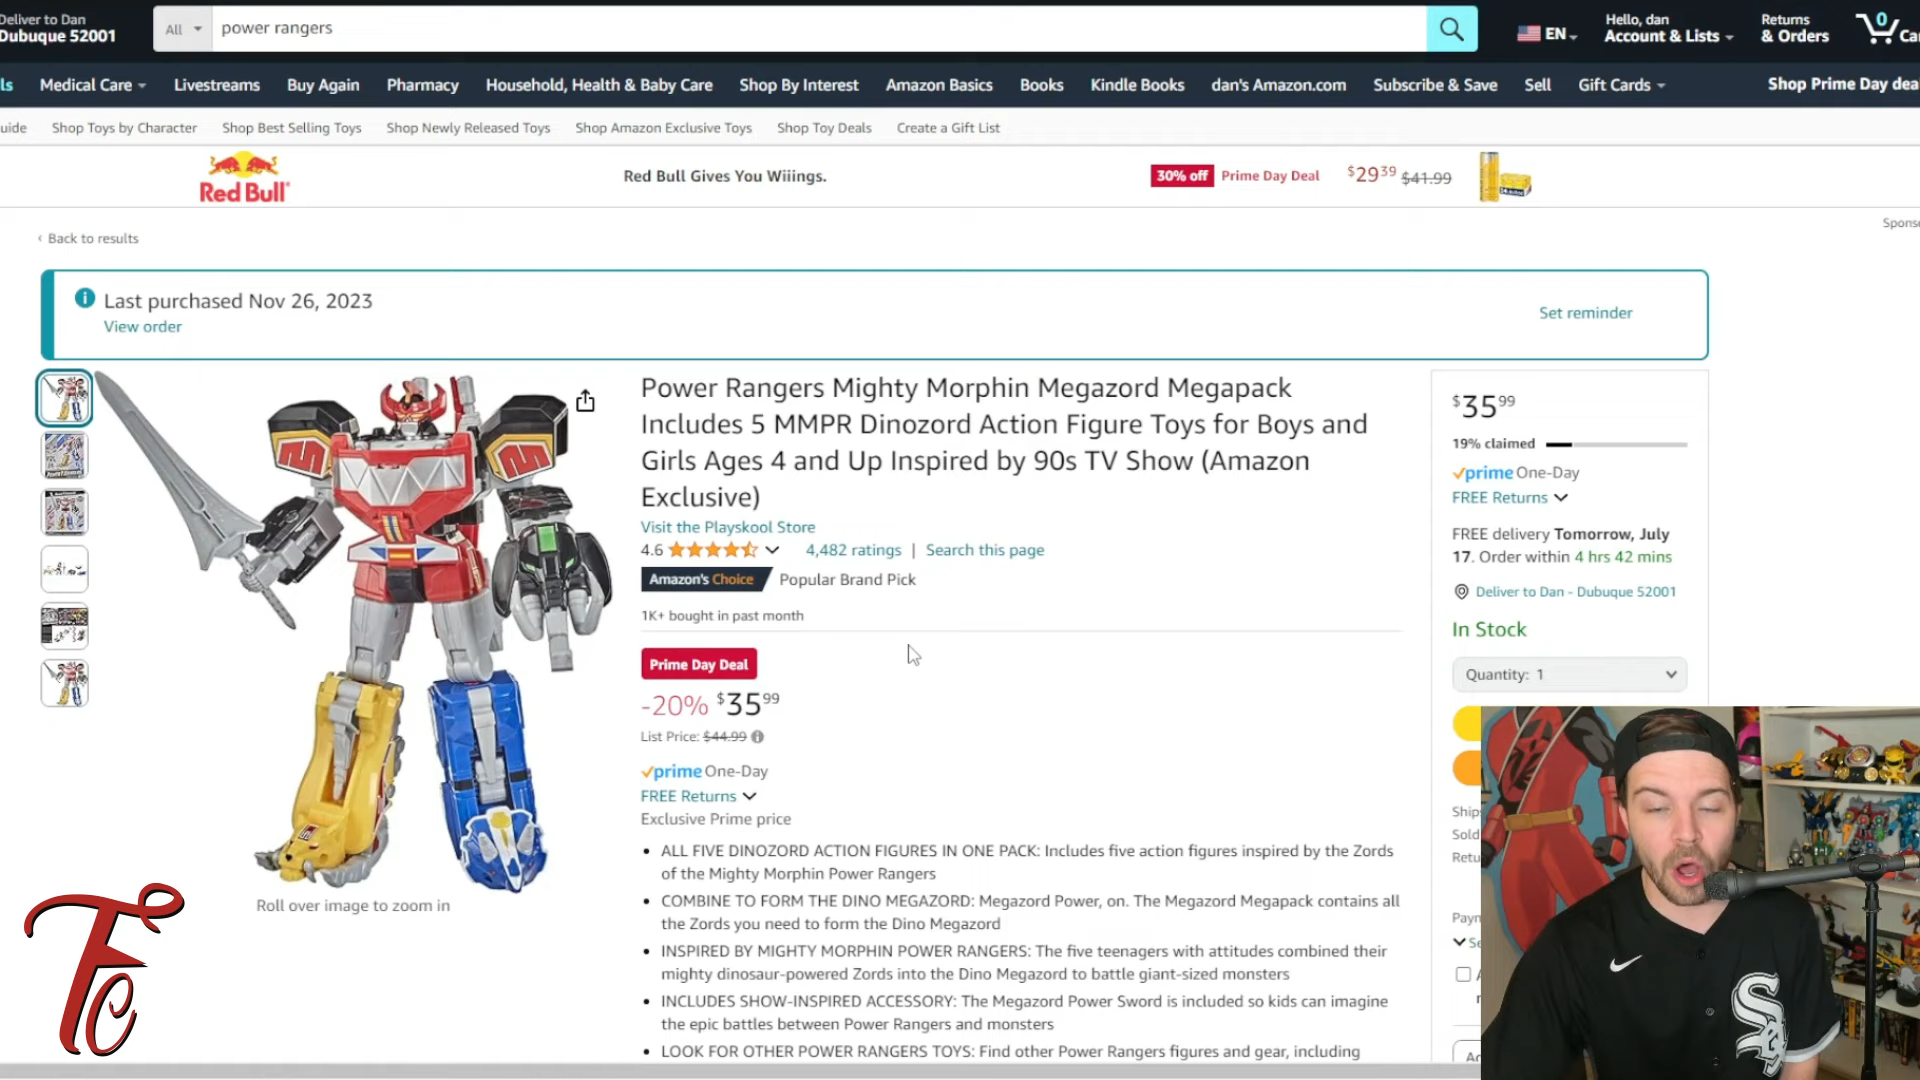 Deliver to Dan
Dubuque 52001
All
power rangers
EN
Hello, dan
Account & Lists
Returns
& Orders
0
ls
Medical Care
Livestreams
Buy Again
Pharmacy
Household, Health & Baby Care
Shop By Interest
Amazon Basics
Books
Kindle Books
dan's Amazon.com
Subscribe & Save
Sell
Gift Cards
Shop Prime Day dea
uide
Shop Toys by Character
Shop Best Selling Toys
Shop Newly Released Toys
Shop Amazon Exclusive Toys
Shop Toy Deals
Create a Gift List
Red Bull
Red Bull Gives You Wiiings.
30% off
Prime Day Deal
$29 39 $41.99
Spons
‹ Back to results
Last purchased Nov 26, 2023
View order
Set reminder
Power Rangers Mighty Morphin Megazord Megapack
Includes 5 MMPR Dinozord Action Figure Toys for Boys and
Girls Ages 4 and Up Inspired by 90s TV Show (Amazon
Exclusive)
Visit the Playskool Store
4.6
4,482 ratings | Search this page
Amazon's Choice
Popular Brand Pick
1K+ bought in past month
Prime Day Deal
-20% $35 99
List Price: $44.99
prime One-Day
FREE Returns
Exclusive Prime price
• ALL FIVE DINOZORD ACTION FIGURES IN ONE PACK: Includes five action figures inspired by the Zords
of the Mighty Morphin Power Rangers
• COMBINE TO FORM THE DINO MEGAZORD: Megazord Power, on. The Megazord Megapack contains all
the Zords you need to form the Dino Megazord
• INSPIRED BY MIGHTY MORPHIN POWER RANGERS: The five teenagers with attitudes combined their
mighty dinosaur-powered Zords into the Dino Megazord to battle giant-sized monsters
• INCLUDES SHOW-INSPIRED ACCESSORY: The Megazord Power Sword is included so kids can imagine
the epic battles between Power Rangers and monsters
• LOOK FOR OTHER POWER RANGERS TOYS: Find other Power Rangers figures and gear, including
Roll over image to zoom in
$35 99
19% claimed
prime One-Day
FREE Returns
FREE delivery Tomorrow, July
17. Order within 4 hrs 42 mins
Deliver to Dan - Dubuque 52001
In Stock
Quantity: 1
Ships
Sold
Retu
Payn
Se
Ad
Sox
TC